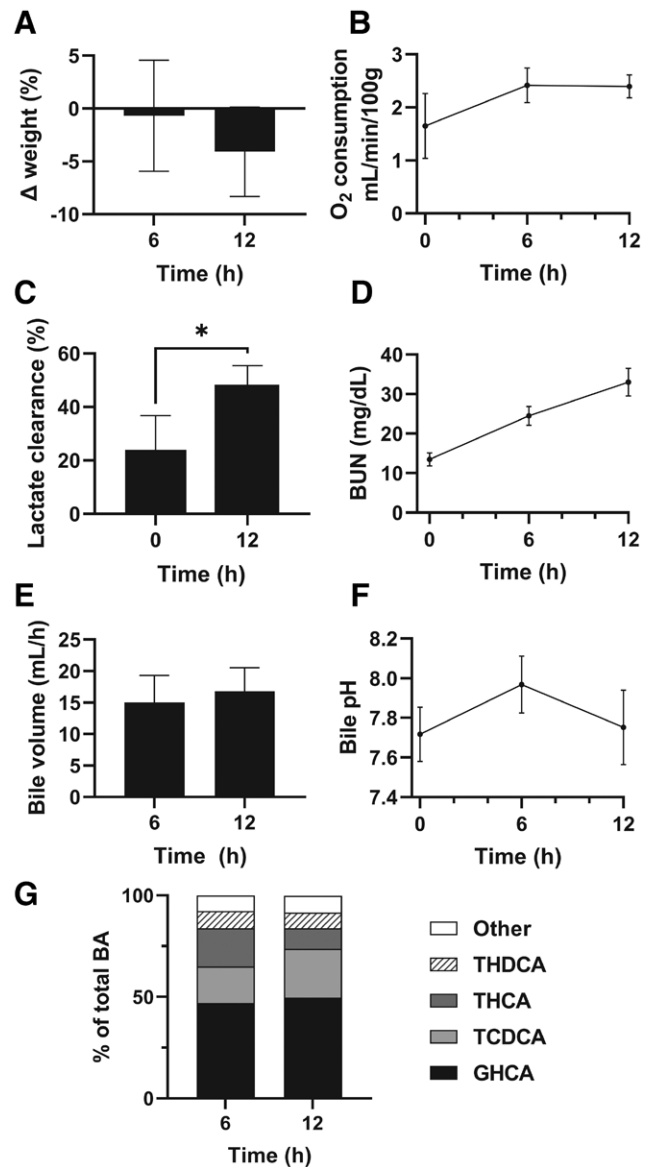 A
Δ weight (%)
5
0
-5
-10
6 12
Time (h)
B
O2 consumption
mL/min/100g
3
2
1
0
0 6 12
Time (h)
C
Lactate clearance (%)
60
40
20
0
*
0 12
Time (h)
D
BUN (mg/dL)
40
30
20
10
0
0 6 12
Time (h)
E
Bile volume (mL/h)
25
20
15
10
5
0
6 12
Time (h)
F
Bile pH
8.2
8.0
7.8
7.6
7.4
0 6 12
Time (h)
G
% of total BA
100
50
0
6 12
Time (h)
Other
THDCA
THCA
TCDCA
GHCA